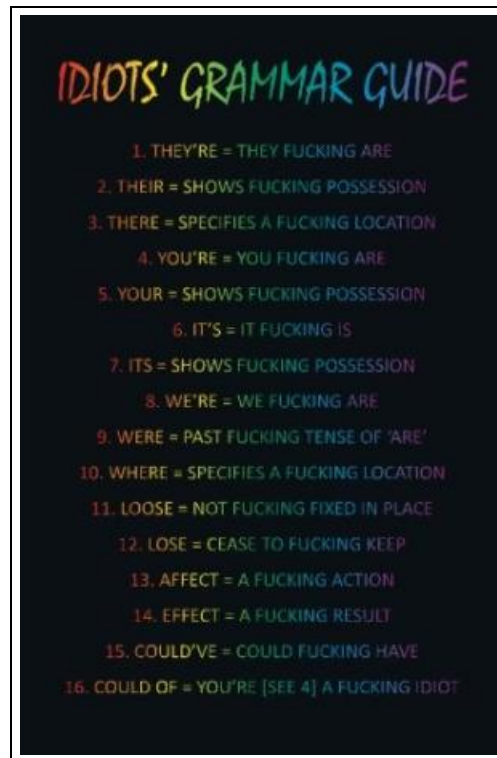 IDIOTS' GRAMMAR GUIDE
1. THEY'RE = THEY FUCKING ARE
2. THEIR = SHOWS FUCKING POSSESSION
3. THERE = SPECIFIES A FUCKING LOCATION
4. YOU'RE = YOU FUCKING ARE
5. YOUR = SHOWS FUCKING POSSESSION
6. IT'S = IT FUCKING IS
7. ITS = SHOWS FUCKING POSSESSION
8. WE'RE = WE FUCKING ARE
9. WERE = PAST FUCKING TENSE OF 'ARE'
10. WHERE = SPECIFIES A FUCKING LOCATION
11. LOOSE = NOT FUCKING FIXED IN PLACE
12. LOSE = CEASE TO FUCKING KEEP
13. AFFECT = A FUCKING ACTION
14. EFFECT = A FUCKING RESULT
15. COULD'VE = COULD FUCKING HAVE
16. COULD OF = YOU'RE [SEE 4] A FUCKING IDIOT